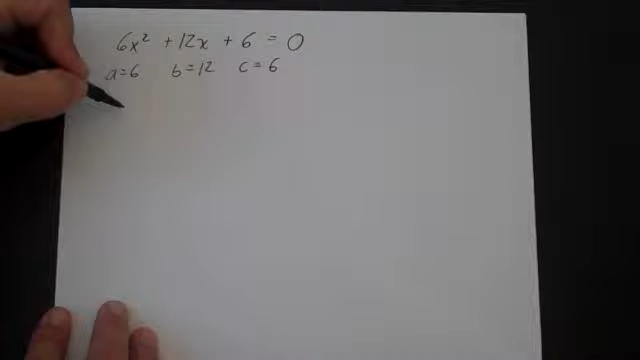 6x² + 12x + 6 = 0
a = 6 b = 12 c = 6